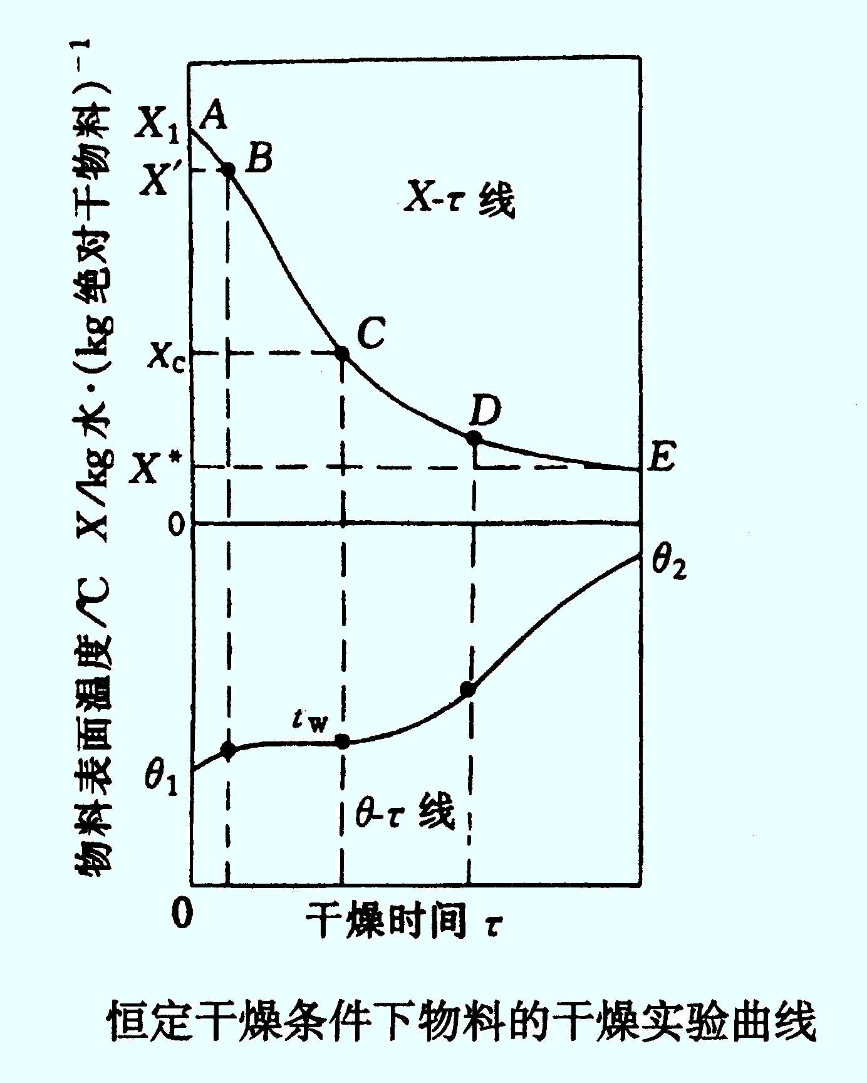 X/kg水·(kg绝对干物料)⁻¹
物料表面温度/℃
X₁
A
X′
B
X-τ 线
X_C
C
D
X*
E
0
θ₂
t_w
θ₁
θ-τ 线
0
干燥时间 τ
恒定干燥条件下物料的干燥实验曲线